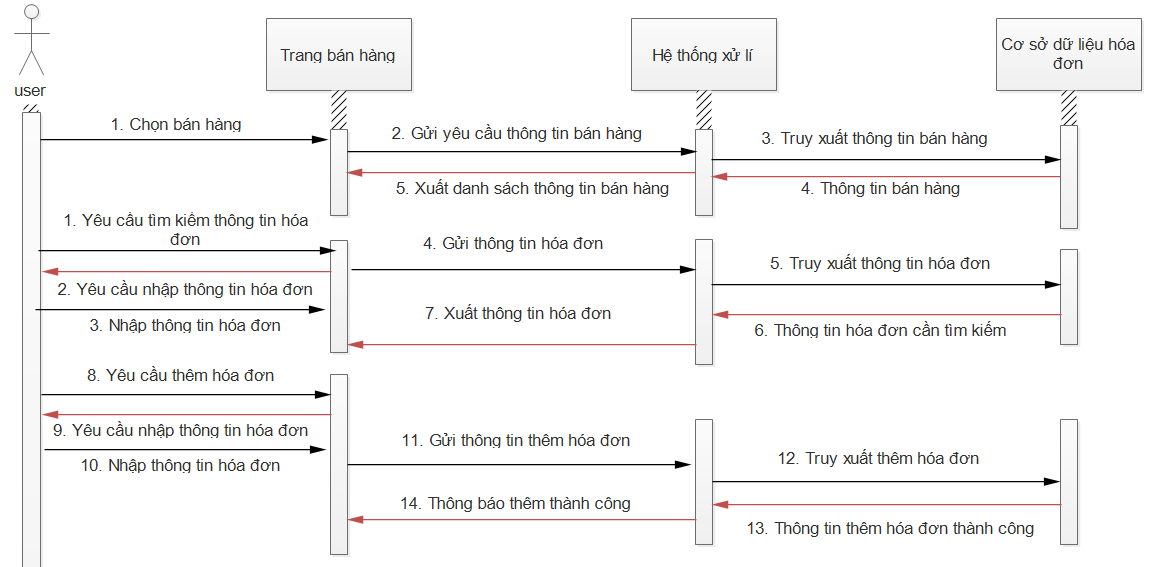 user
Trang bán hàng
Hệ thống xử lí
Cơ sở dữ liệu hóa
đơn
1. Chọn bán hàng
2. Gửi yêu cầu thông tin bán hàng
3. Truy xuất thông tin bán hàng
5. Xuất danh sách thông tin bán hàng
4. Thông tin bán hàng
1. Yêu cầu tìm kiếm thông tin hóa
đơn
4. Gửi thông tin hóa đơn
5. Truy xuất thông tin hóa đơn
2. Yêu cầu nhập thông tin hóa đơn
3. Nhập thông tin hóa đơn
7. Xuất thông tin hóa đơn
6. Thông tin hóa đơn cần tìm kiếm
8. Yêu cầu thêm hóa đơn
9. Yêu cầu nhập thông tin hóa đơn
10. Nhập thông tin hóa đơn
11. Gửi thông tin thêm hóa đơn
12. Truy xuất thêm hóa đơn
14. Thông báo thêm thành công
13. Thông tin thêm hóa đơn thành công